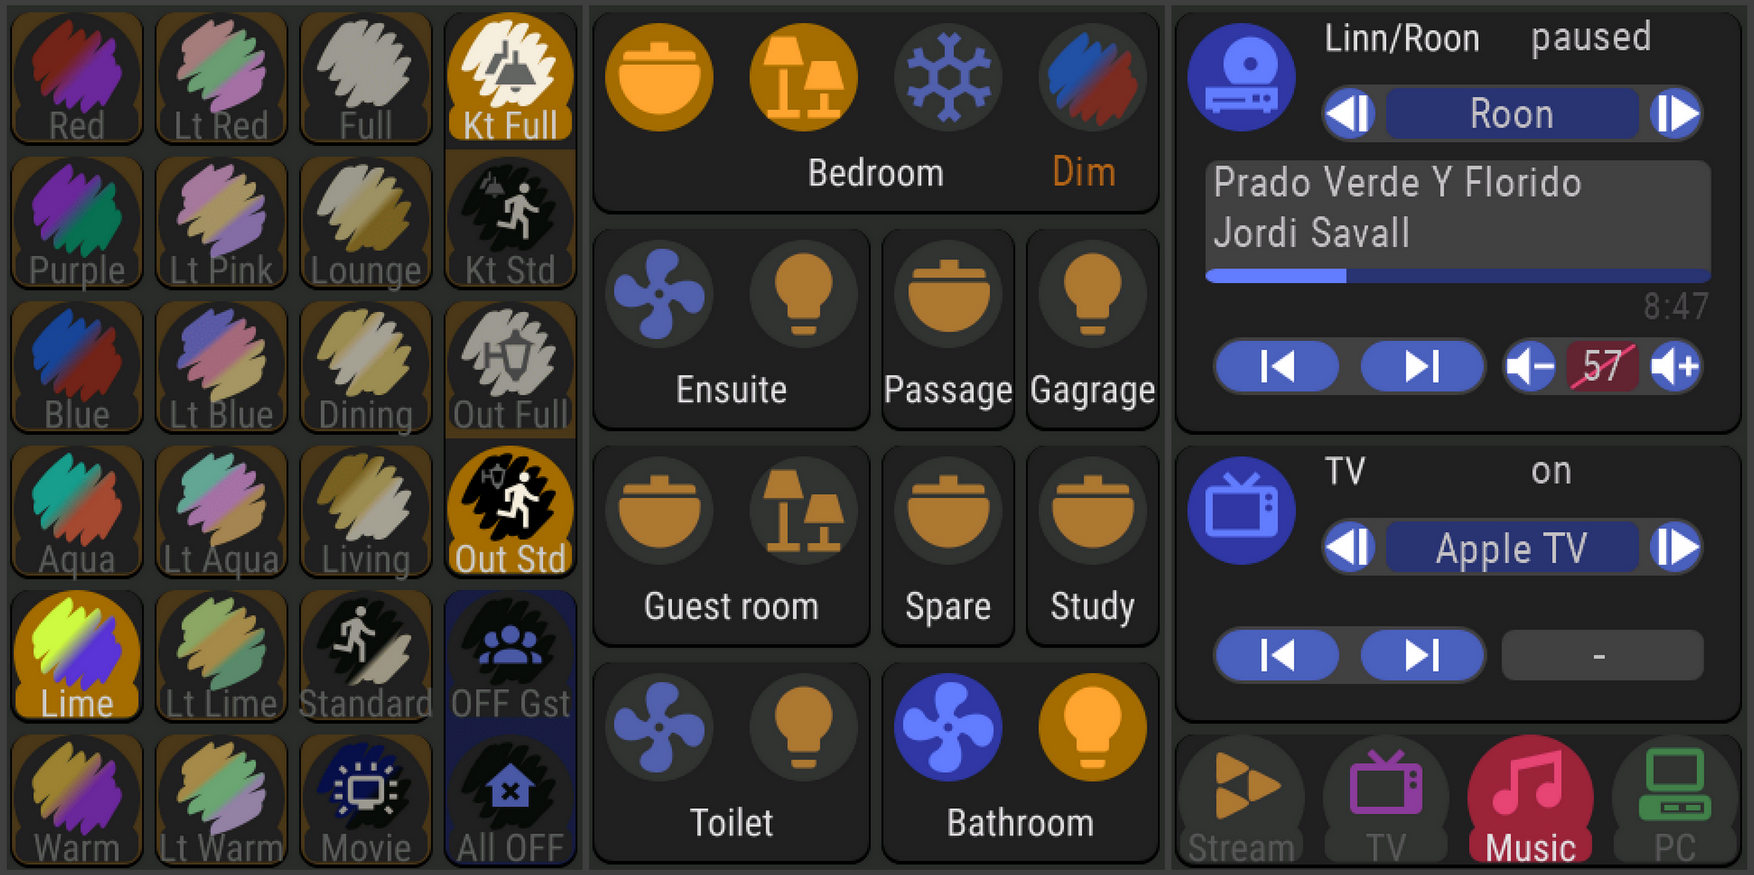 Red Lt Red Full Kt Full
Purple Lt Pink Lounge Kt Std
Blue Lt Blue Dining Out Full
Aqua Lt Aqua Living Out Std
Lime Lt Lime Standard OFF Gst
Warm Lt Warm Movie All OFF
Bedroom Dim
Ensuite Passage Gagrage
Guest room Spare Study
Toilet Bathroom
Linn/Roon paused
Roon
Prado Verde Y Florido
Jordi Savall
8:47
57
TV on
Apple TV
-
Stream TV Music PC